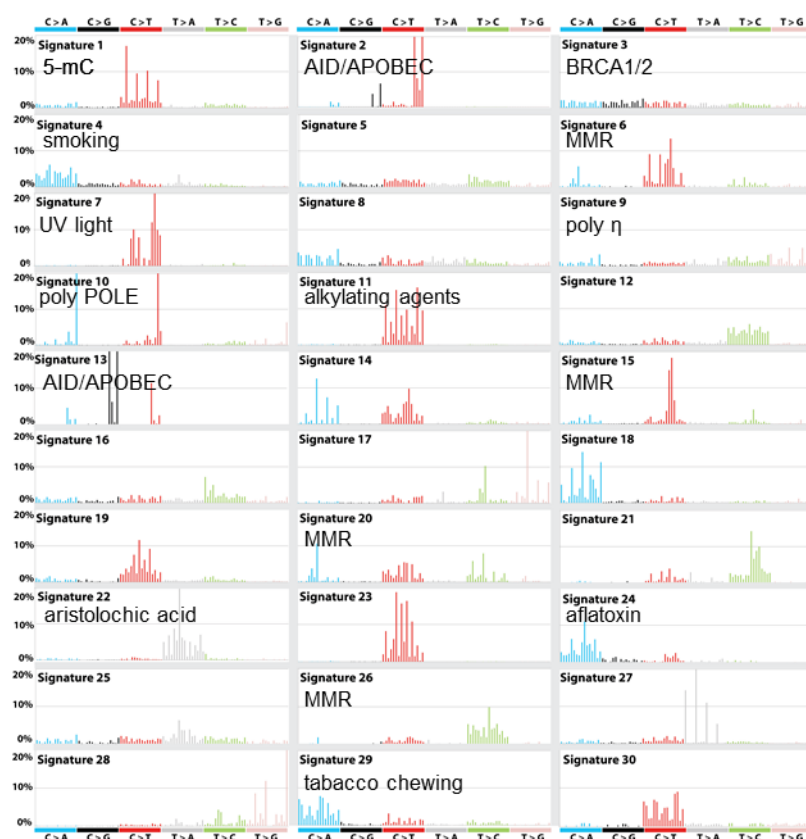 C>A C>G C>T T>A T>C T>G C>A C>G C>T T>A T>C T>G C>A C>G C>T T>A T>C T>G
20% Signature 1 Signature 2 Signature 3
5-mC AID/APOBEC BRCA1/2
10%
0%
20% Signature 4 Signature 5 Signature 6
smoking MMR
10%
0%
20% Signature 7 Signature 8 Signature 9
UV light poly η
10%
0%
20% Signature 10 Signature 11 Signature 12
poly POLE alkylating agents
10%
0%
20% Signature 13 Signature 14 Signature 15
AID/APOBEC MMR
10%
0%
20% Signature 16 Signature 17 Signature 18
10%
0%
20% Signature 19 Signature 20 Signature 21
MMR
10%
0%
20% Signature 22 Signature 23 Signature 24
aristolochic acid aflatoxin
10%
0%
20% Signature 25 Signature 26 Signature 27
MMR
10%
0%
20% Signature 28 Signature 29 Signature 30
tabacco chewing
10%
0%
C>A C>G C>T T>A T>C T>G C>A C>G C>T T>A T>C T>G C>A C>G C>T T>A T>C T>G